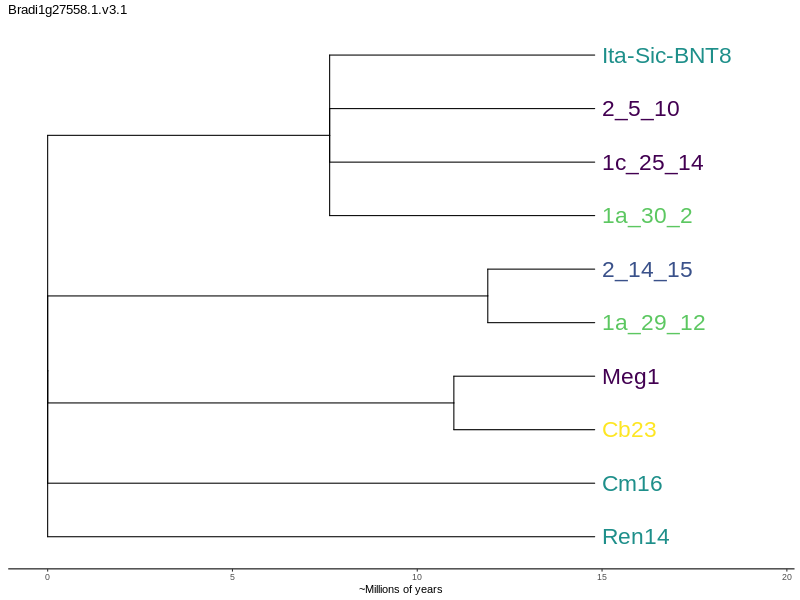 Bradi1g27558.1.v3.1
Ita-Sic-BNT8
2_5_10
1c_25_14
1a_30_2
2_14_15
1a_29_12
Meg1
Cb23
Cm16
Ren14
0 5 10 15 20
~Millions of years